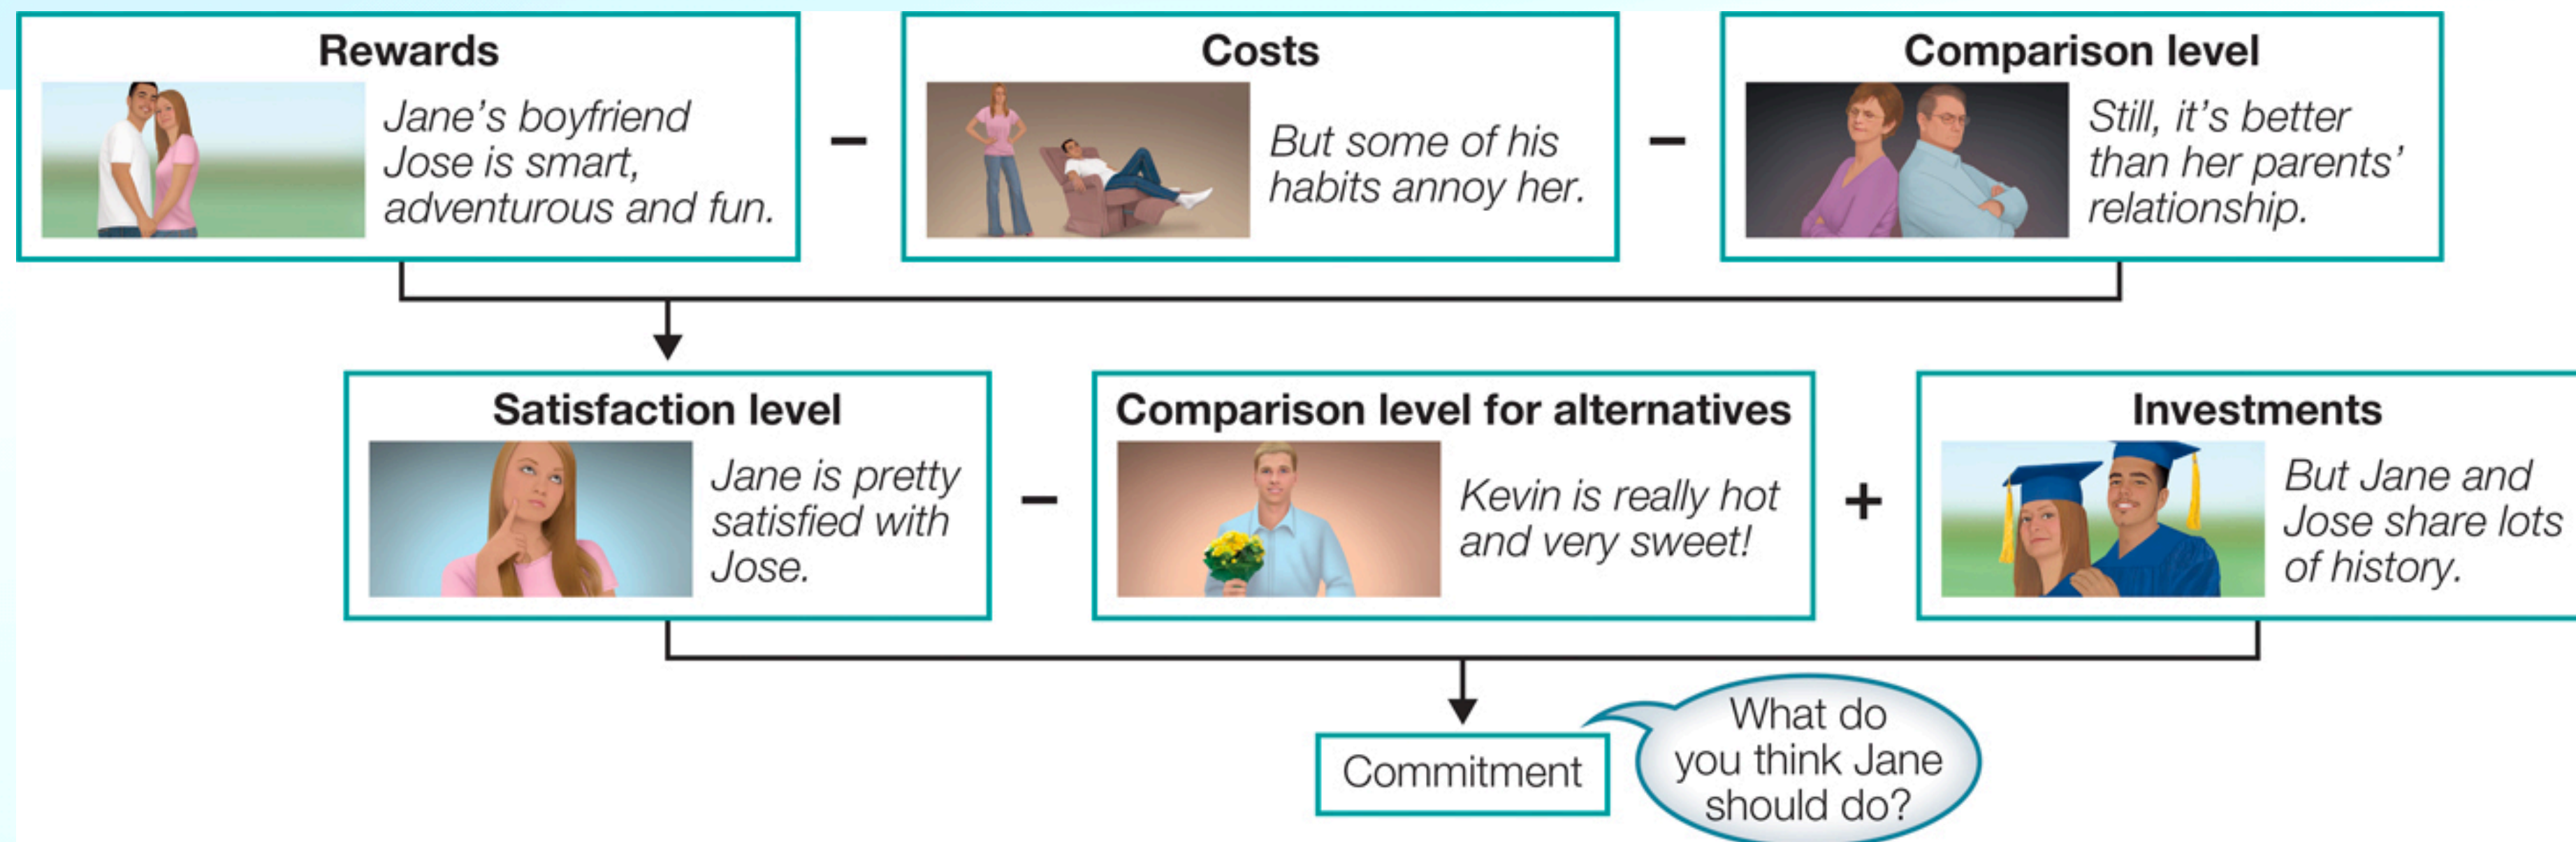 Rewards
Jane's boyfriend
Jose is smart,
adventurous and fun.
–
Costs
But some of his
habits annoy her.
–
Comparison level
Still, it's better
than her parents'
relationship.
Satisfaction level
Jane is pretty
satisfied with
Jose.
–
Comparison level for alternatives
Kevin is really hot
and very sweet!
+
Investments
But Jane and
Jose share lots
of history.
Commitment
What do
you think Jane
should do?